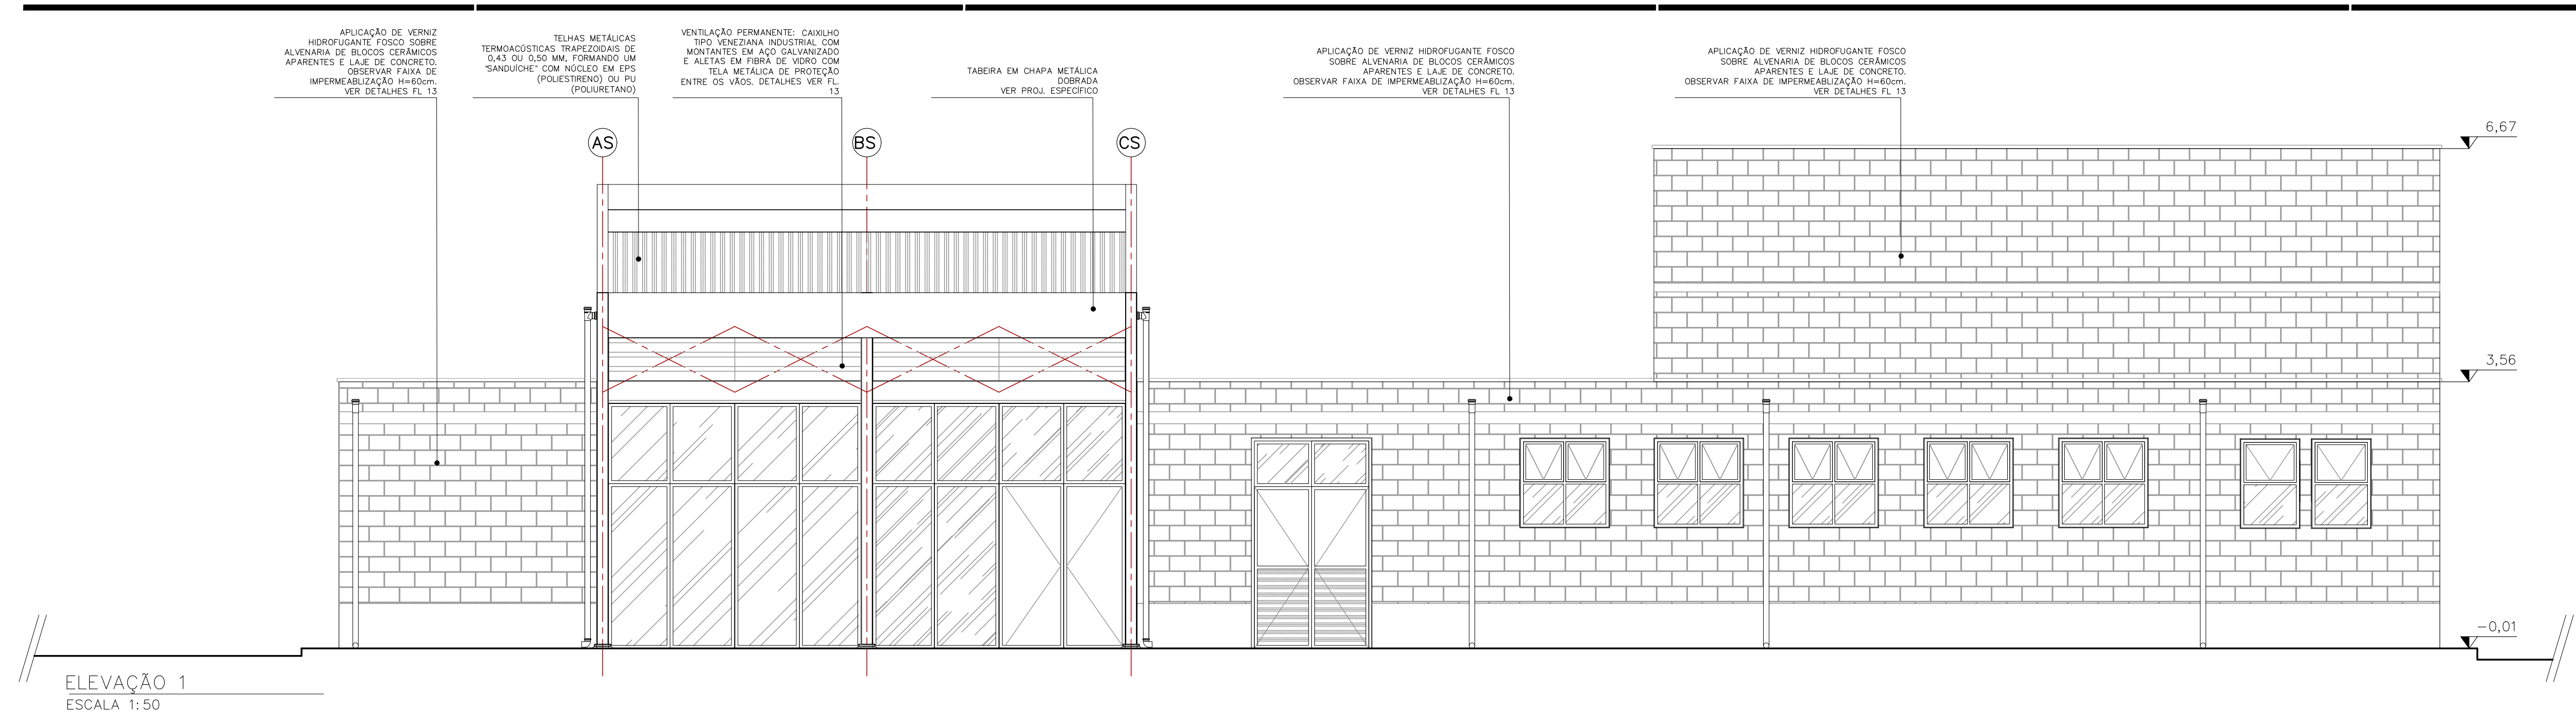 APLICAÇÃO DE VERNIZ
HIDROFUGANTE FOSCO SOBRE
ALVENARIA DE BLOCOS CERÂMICOS
APARENTES E LAJE DE CONCRETO.
OBSERVAR FAIXA DE
IMPERMEABLIZAÇÃO H=60cm.
VER DETALHES FL 13
TELHAS METÁLICAS
TERMOACÚSTICAS TRAPEZOIDAIS DE
0,43 OU 0,50 MM, FORMANDO UM
"SANDUÍCHE" COM NÚCLEO EM EPS
(POLIESTIRENO) OU PU
(POLIURETANO)
VENTILAÇÃO PERMANENTE: CAIXILHO
TIPO VENEZIANA INDUSTRIAL COM
MONTANTES EM AÇO GALVANIZADO
E ALETAS EM FIBRA DE VIDRO COM
TELA METÁLICA DE PROTEÇÃO
ENTRE OS VÃOS. DETALHES VER FL.
13
TABEIRA EM CHAPA METÁLICA
DOBRADA
VER PROJ. ESPECÍFICO
APLICAÇÃO DE VERNIZ HIDROFUGANTE FOSCO
SOBRE ALVENARIA DE BLOCOS CERÂMICOS
APARENTES E LAJE DE CONCRETO.
OBSERVAR FAIXA DE IMPERMEABLIZAÇÃO H=60cm.
VER DETALHES FL 13
APLICAÇÃO DE VERNIZ HIDROFUGANTE FOSCO
SOBRE ALVENARIA DE BLOCOS CERÂMICOS
APARENTES E LAJE DE CONCRETO.
OBSERVAR FAIXA DE IMPERMEABLIZAÇÃO H=60cm.
VER DETALHES FL 13
AS
BS
CS
6,67
3,56
-0,01
ELEVAÇÃO 1
ESCALA 1:50